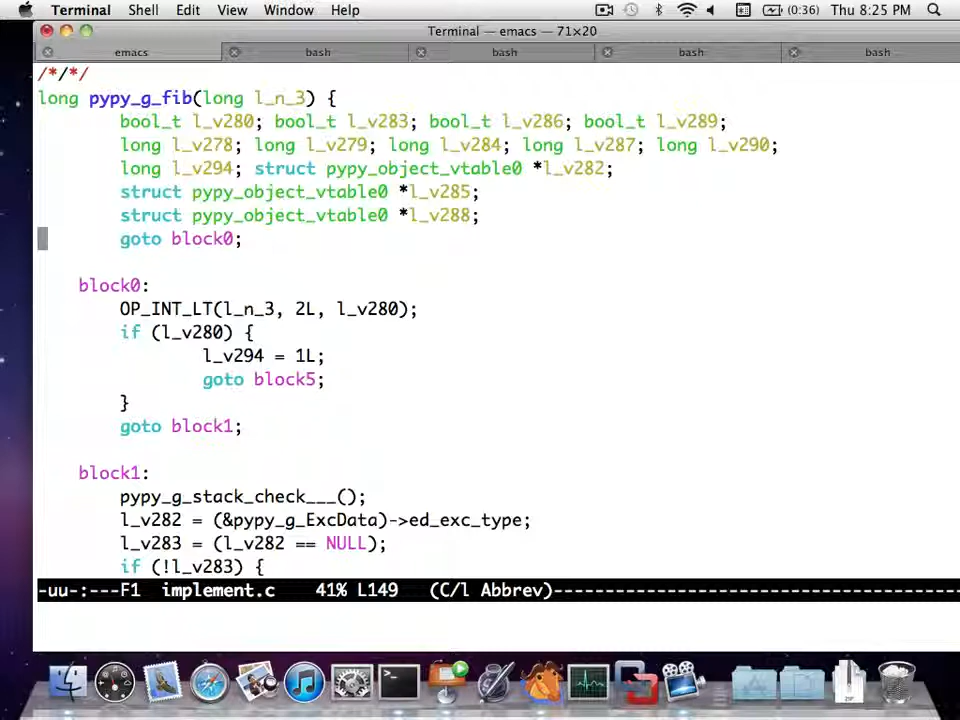 Terminal Shell Edit View Window Help (0:36) Thu 8:25 PM
Terminal — emacs — 71×20
emacs bash bash bash bash
/*/*/
long pypy_g_fib(long l_n_3) {
bool_t l_v280; bool_t l_v283; bool_t l_v286; bool_t l_v289;
long l_v278; long l_v279; long l_v284; long l_v287; long l_v290;
long l_v294; struct pypy_object_vtable0 *l_v282;
struct pypy_object_vtable0 *l_v285;
struct pypy_object_vtable0 *l_v288;
goto block0;
block0:
OP_INT_LT(l_n_3, 2L, l_v280);
if (l_v280) {
l_v294 = 1L;
goto block5;
}
goto block1;
block1:
pypy_g_stack_check___();
l_v282 = (&pypy_g_ExcData)->ed_exc_type;
l_v283 = (l_v282 == NULL);
if (!l_v283) {
-uu-:---F1 implement.c 41% L149 (C/l Abbrev)------------------------------------